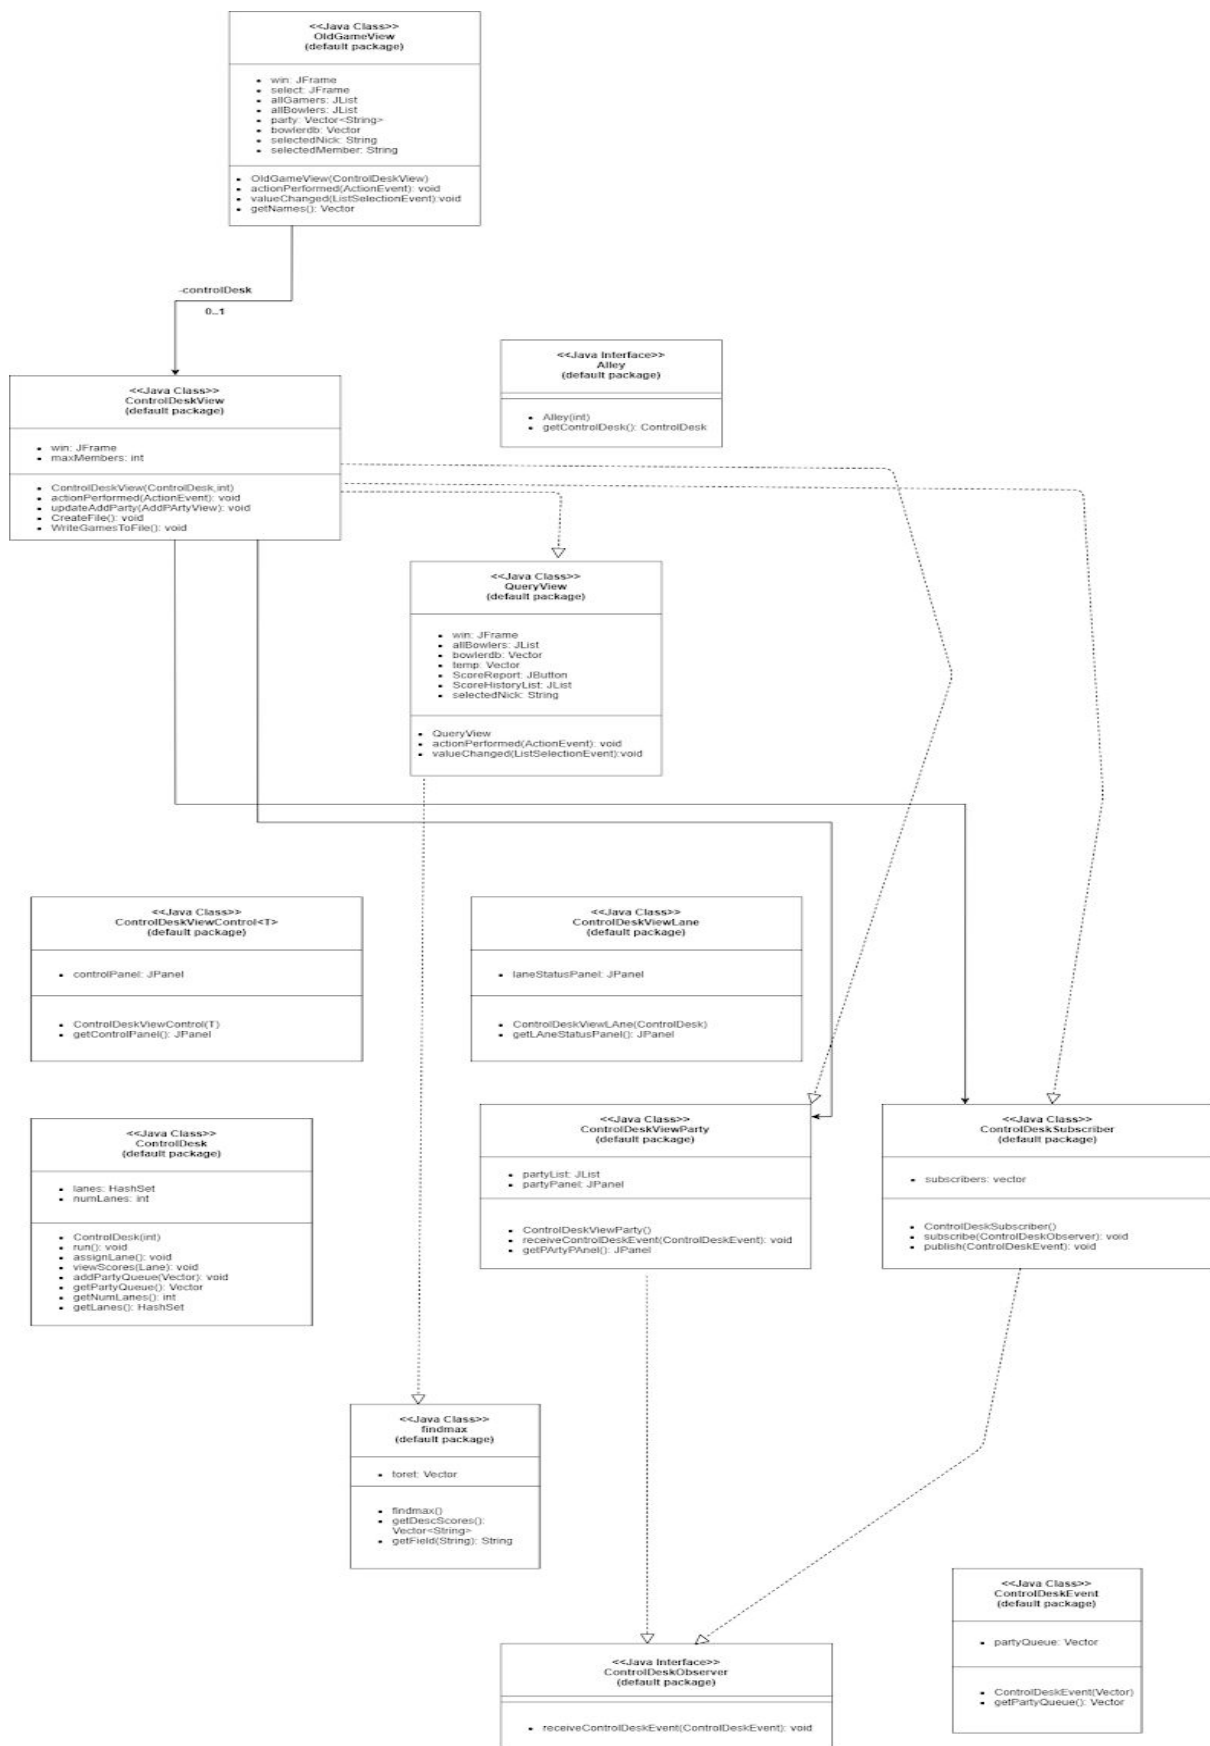 <<Java Class>>
OldGameView
(default package)
win: JFrame
select: JFrame
allGamers: JList
allBowlers: JList
party: Vector<String>
bowlerdb: Vector
selectedNick: String
selectedMember: String
OldGameView(ControlDeskView)
actionPerformed(ActionEvent): void
valueChanged(ListSelectionEvent):void
getNames(): Vector
-controlDesk
0..1
<<Java Interface>>
Alley
(default package)
Alley(int)
getControlDesk(): ControlDesk
<<Java Class>>
ControlDeskView
(default package)
win: JFrame
maxMembers: int
ControlDeskView(ControlDesk,int)
actionPerformed(ActionEvent): void
updateAddParty(AddPArtyView): void
CreateFile(): void
WriteGamesToFile(): void
<<Java Class>>
QueryView
(default package)
win: JFrame
allBowlers: JList
bowlerdb: Vector
temp: Vector
ScoreReport: JButton
ScoreHistoryList: JList
selectedNick: String
QueryView
actionPerformed(ActionEvent): void
valueChanged(ListSelectionEvent):void
<<Java Class>>
ControlDeskViewControl<T>
(default package)
controlPanel: JPanel
ControlDeskViewControl(T)
getControlPanel(): JPanel
<<Java Class>>
ControlDeskViewLane
(default package)
laneStatusPanel: JPanel
ControlDeskViewLAne(ControlDesk)
getLAneStatusPanel(): JPanel
<<Java Class>>
ControlDesk
(default package)
lanes: HashSet
numLanes: int
ControlDesk(int)
run(): void
assignLane(): void
viewScores(Lane): void
addPartyQueue(Vector): void
getPartyQueue(): Vector
getNumLanes(): int
getLanes(): HashSet
<<Java Class>>
ControlDeskViewParty
(default package)
partyList: JList
partyPanel: JPanel
ControlDeskViewParty()
receiveControlDeskEvent(ControlDeskEvent): void
getPArtyPAnel(): JPanel
<<Java Class>>
ControlDeskSubscriber
(default package)
subscribers: vector
ControlDeskSubscriber()
subscribe(ControlDeskObserver): void
publish(ControlDeskEvent): void
<<Java Class>>
findmax
(default package)
toret: Vector
findmax()
getDescScores():
Vector<String>
getField(String): String
<<Java Class>>
ControlDeskEvent
(default package)
partyQueue: Vector
ControlDeskEvent(Vector)
getPartyQueue(): Vector
<<Java Interface>>
ControlDeskObserver
(default package)
receiveControlDeskEvent(ControlDeskEvent): void